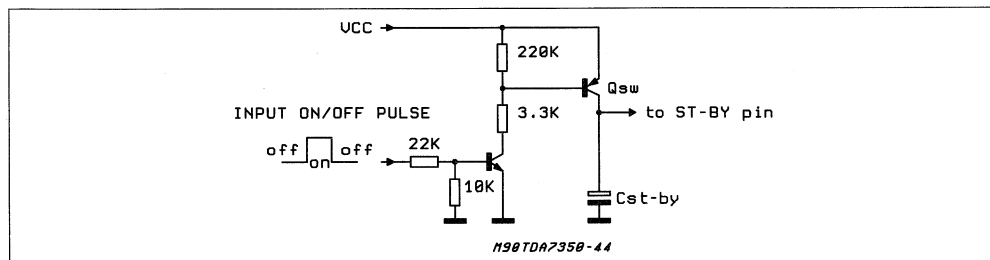 VCC
220K
Qsw
INPUT ON/OFF PULSE
3.3K
to ST-BY pin
off
on
off
22K
10K
Cst-by
M90TDA7350-44